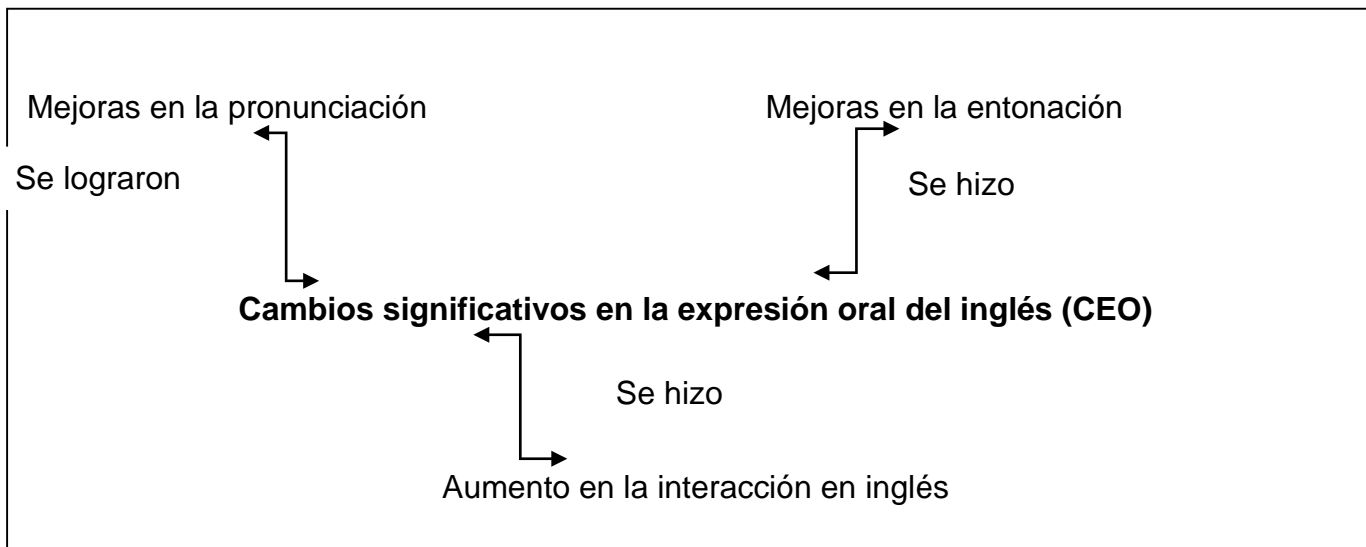 Mejoras en la pronunciación
Mejoras en la entonación
Se lograron
Se hizo
Cambios significativos en la expresión oral del inglés (CEO)
Se hizo
Aumento en la interacción en inglés